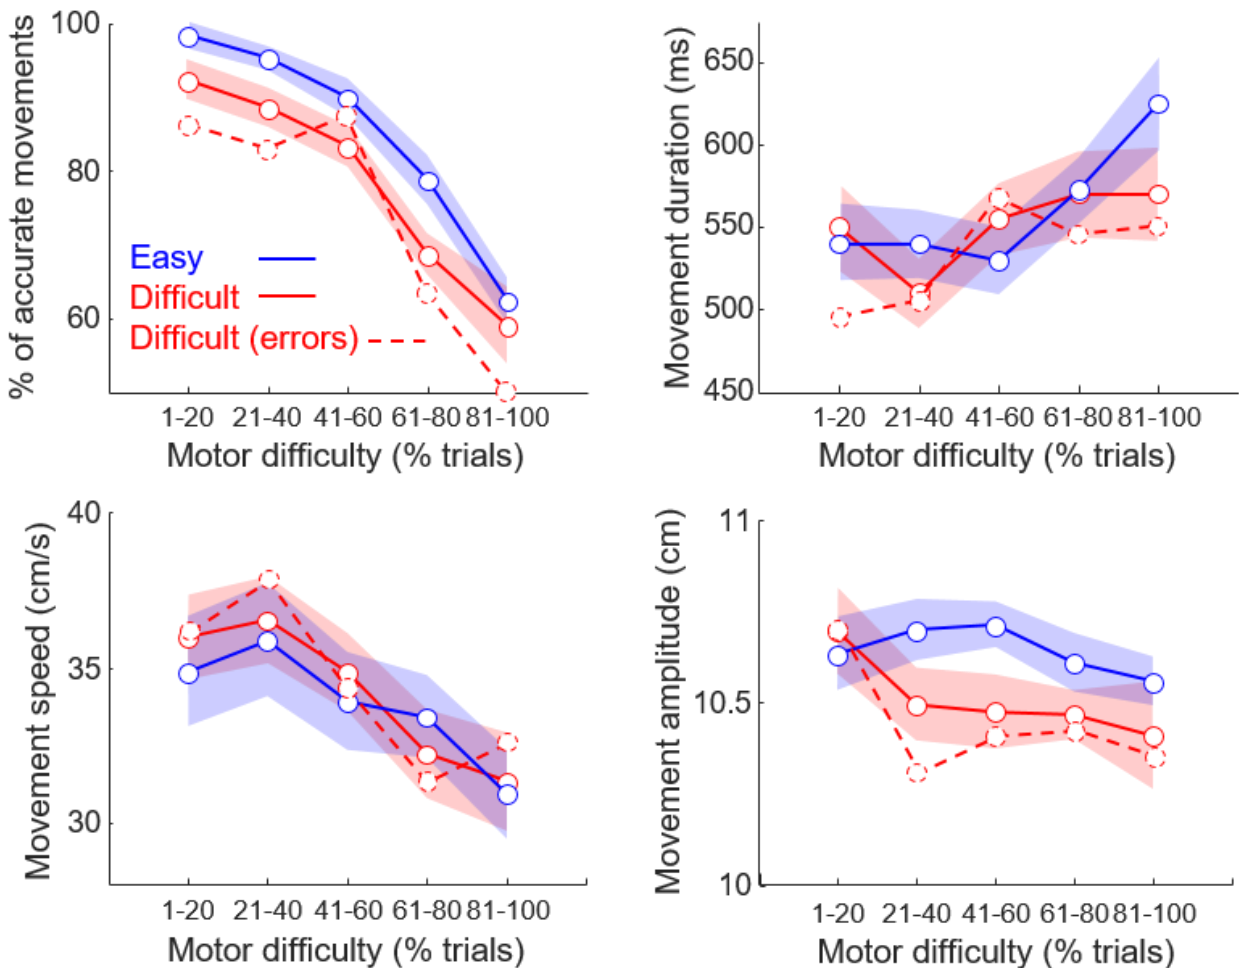 % of accurate movements
100
80
60
Easy
Difficult
Difficult (errors)
1-20 21-40 41-60 61-80 81-100
Motor difficulty (% trials)
Movement duration (ms)
650
600
550
500
450
1-20 21-40 41-60 61-80 81-100
Motor difficulty (% trials)
Movement speed (cm/s)
40
35
30
1-20 21-40 41-60 61-80 81-100
Motor difficulty (% trials)
Movement amplitude (cm)
11
10.5
10
1-20 21-40 41-60 61-80 81-100
Motor difficulty (% trials)